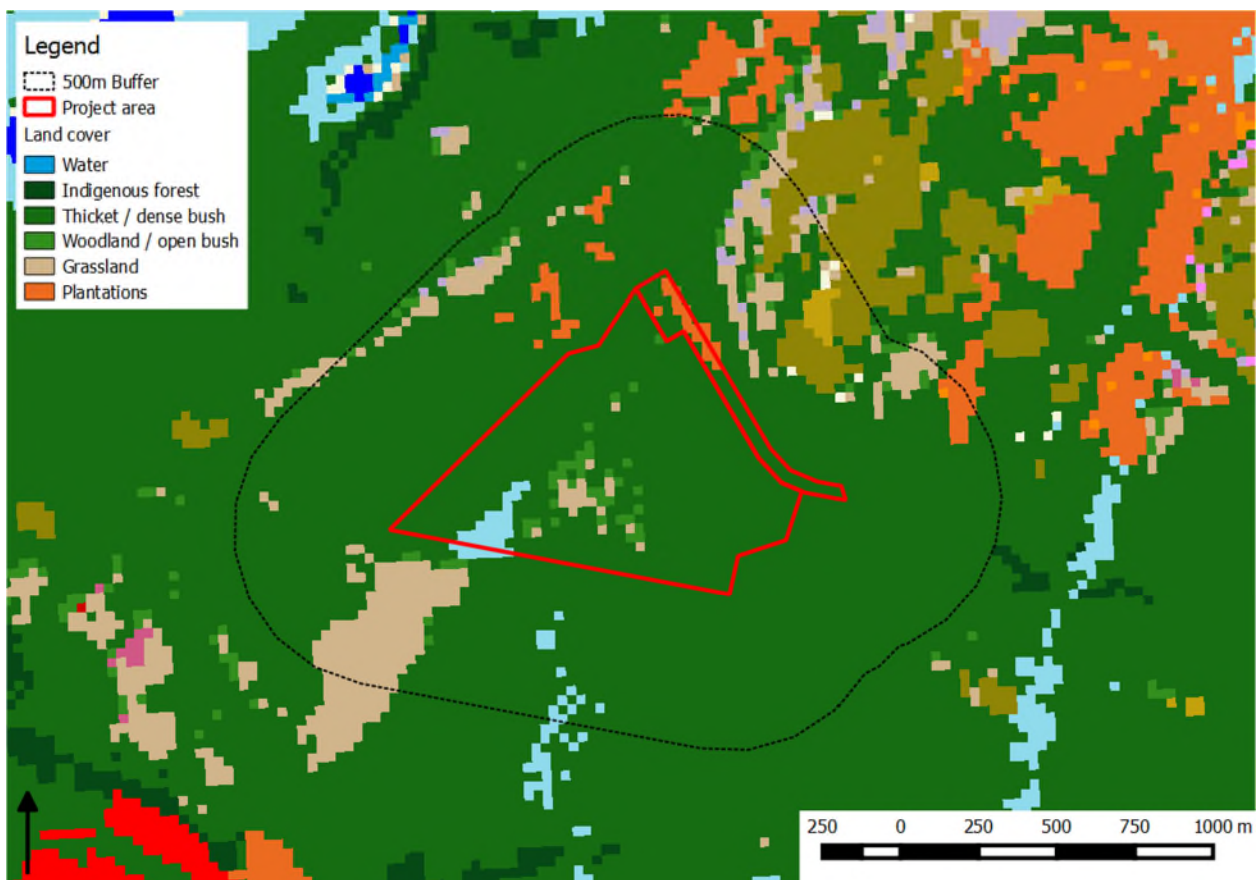 Legend
500m Buffer
Project area
Land cover
Water
Indigenous forest
Thicket / dense bush
Woodland / open bush
Grassland
Plantations
250 0 250 500 750 1000 m